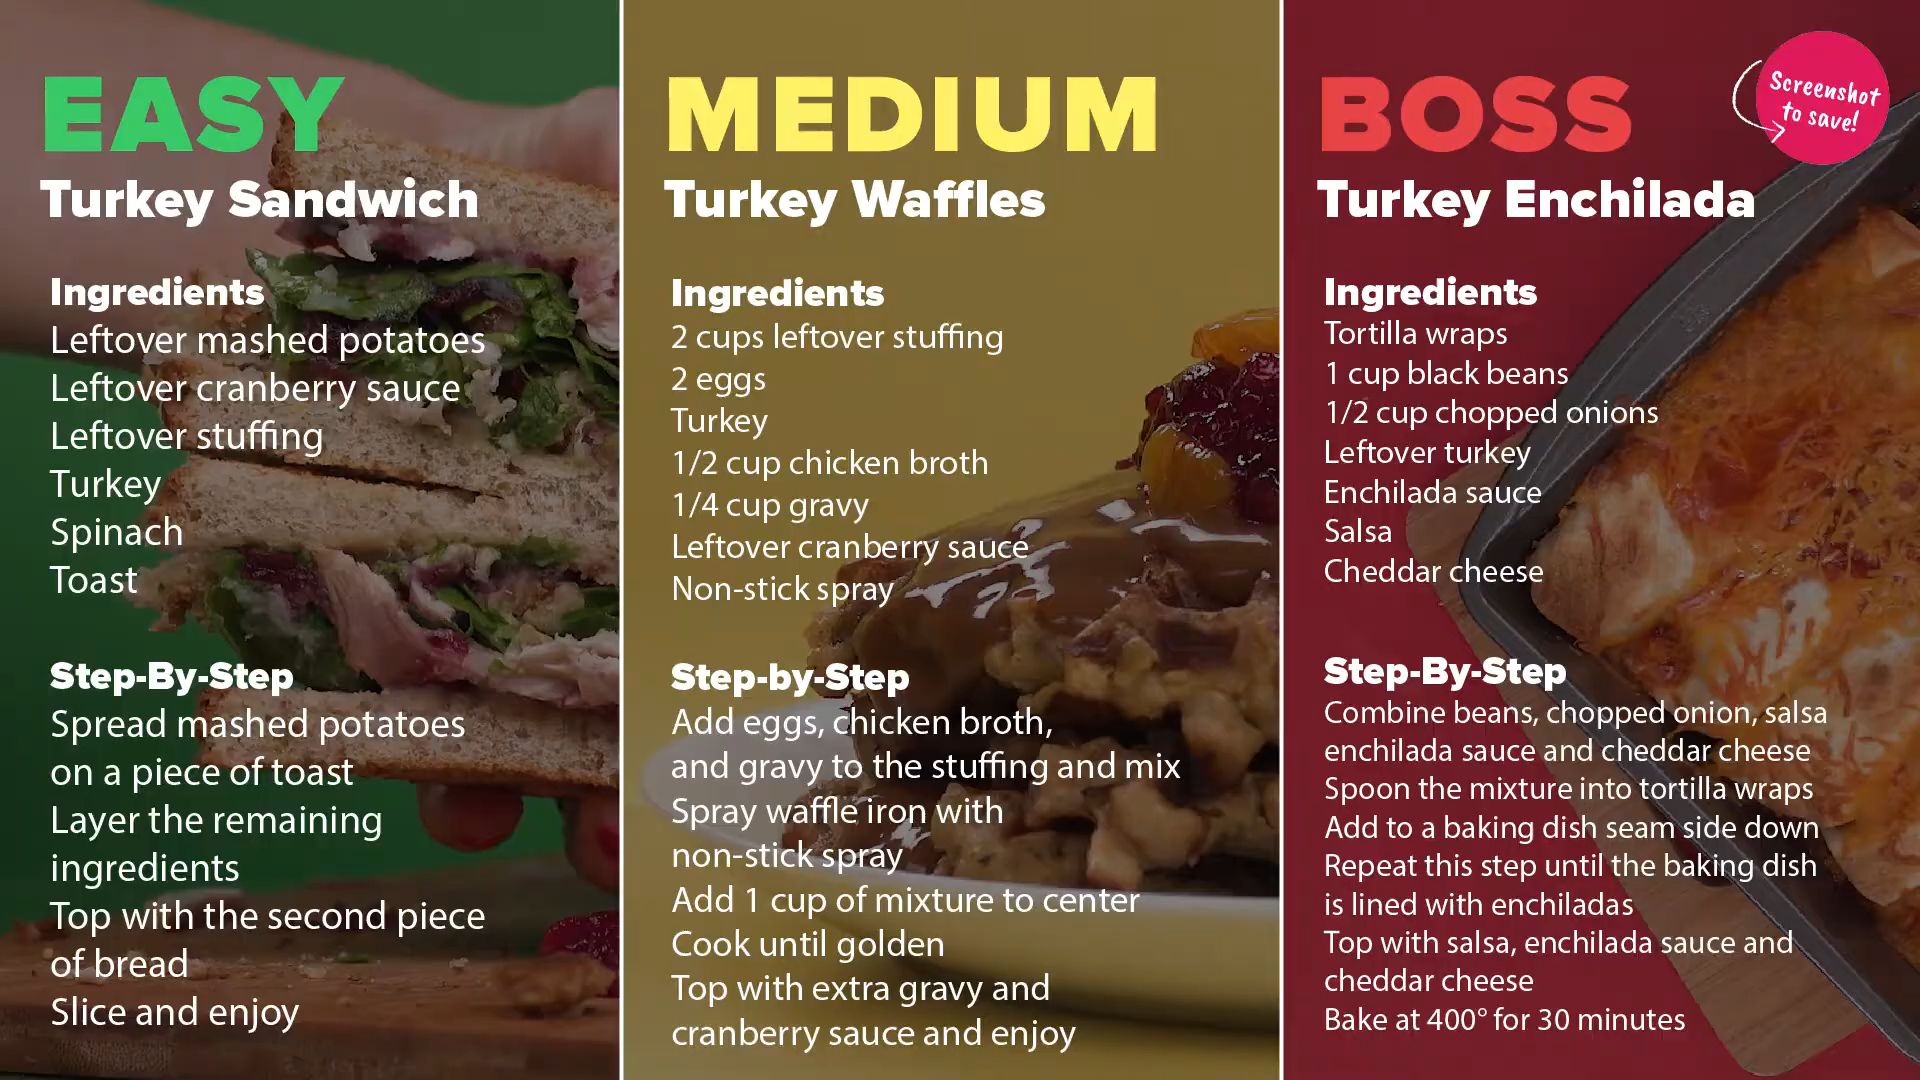 EASY
Turkey Sandwich
Ingredients
Leftover mashed potatoes
Leftover cranberry sauce
Leftover stuffing
Turkey
Spinach
Toast
Step-By-Step
Spread mashed potatoes
on a piece of toast
Layer the remaining
ingredients
Top with the second piece
of bread
Slice and enjoy
MEDIUM
Turkey Waffles
Ingredients
2 cups leftover stuffing
2 eggs
Turkey
1/2 cup chicken broth
1/4 cup gravy
Leftover cranberry sauce
Non-stick spray
Step-by-Step
Add eggs, chicken broth,
and gravy to the stuffing and mix
Spray waffle iron with
non-stick spray
Add 1 cup of mixture to center
Cook until golden
Top with extra gravy and
cranberry sauce and enjoy
BOSS
Turkey Enchilada
Screenshot
to save!
Ingredients
Tortilla wraps
1 cup black beans
1/2 cup chopped onions
Leftover turkey
Enchilada sauce
Salsa
Cheddar cheese
Step-By-Step
Combine beans, chopped onion, salsa
enchilada sauce and cheddar cheese
Spoon the mixture into tortilla wraps
Add to a baking dish seam side down
Repeat this step until the baking dish
is lined with enchiladas
Top with salsa, enchilada sauce and
cheddar cheese
Bake at 400° for 30 minutes